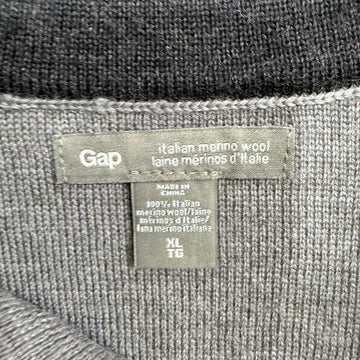 Gap
italian merino wool
laine mérinos d'Italie
MADE IN
CHINA
100% Italian
merino wool/laine
mérinos d'Italie/
lana merino italiana
XL
TG